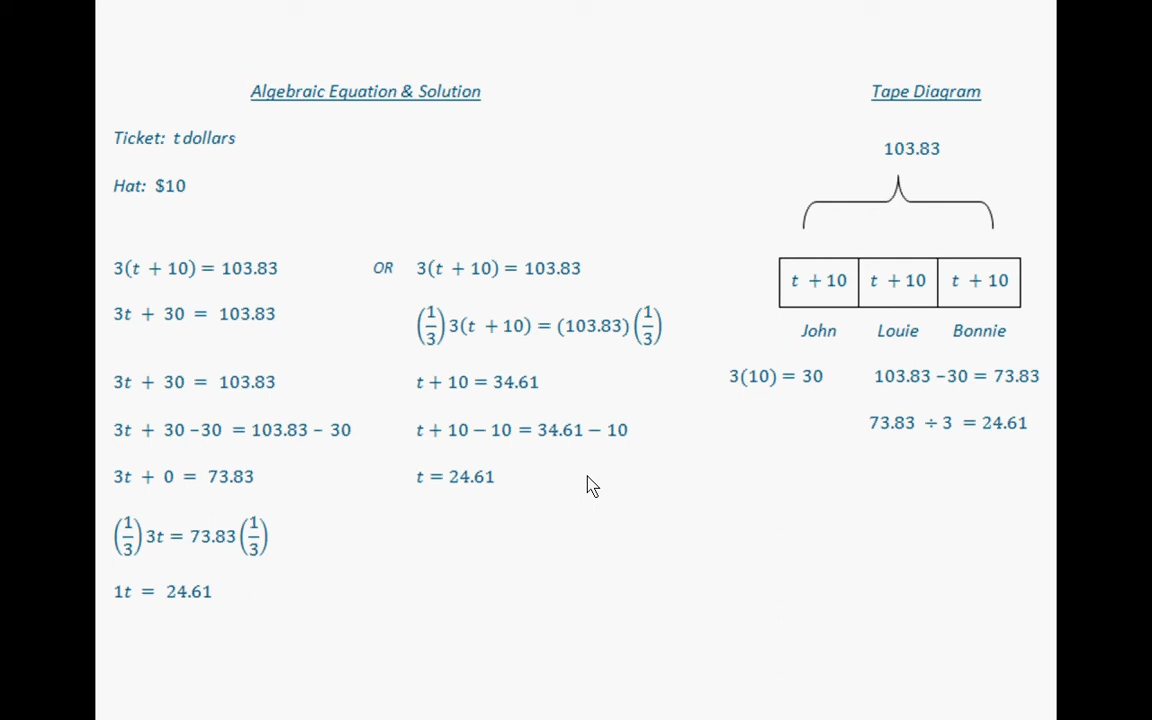 Algebraic Equation & Solution
Ticket: t dollars
Hat: $10
3(t + 10) = 103.83
3t + 30 = 103.83
3t + 30 = 103.83
3t + 30 – 30 = 103.83 – 30
3t + 0 = 73.83
(1/3) 3t = 73.83 (1/3)
1t = 24.61
OR
3(t + 10) = 103.83
(1/3) 3(t + 10) = (103.83) (1/3)
t + 10 = 34.61
t + 10 − 10 = 34.61 − 10
t = 24.61
Tape Diagram
103.83
t + 10 t + 10 t + 10
John Louie Bonnie
3(10) = 30 103.83 – 30 = 73.83
73.83 ÷ 3 = 24.61